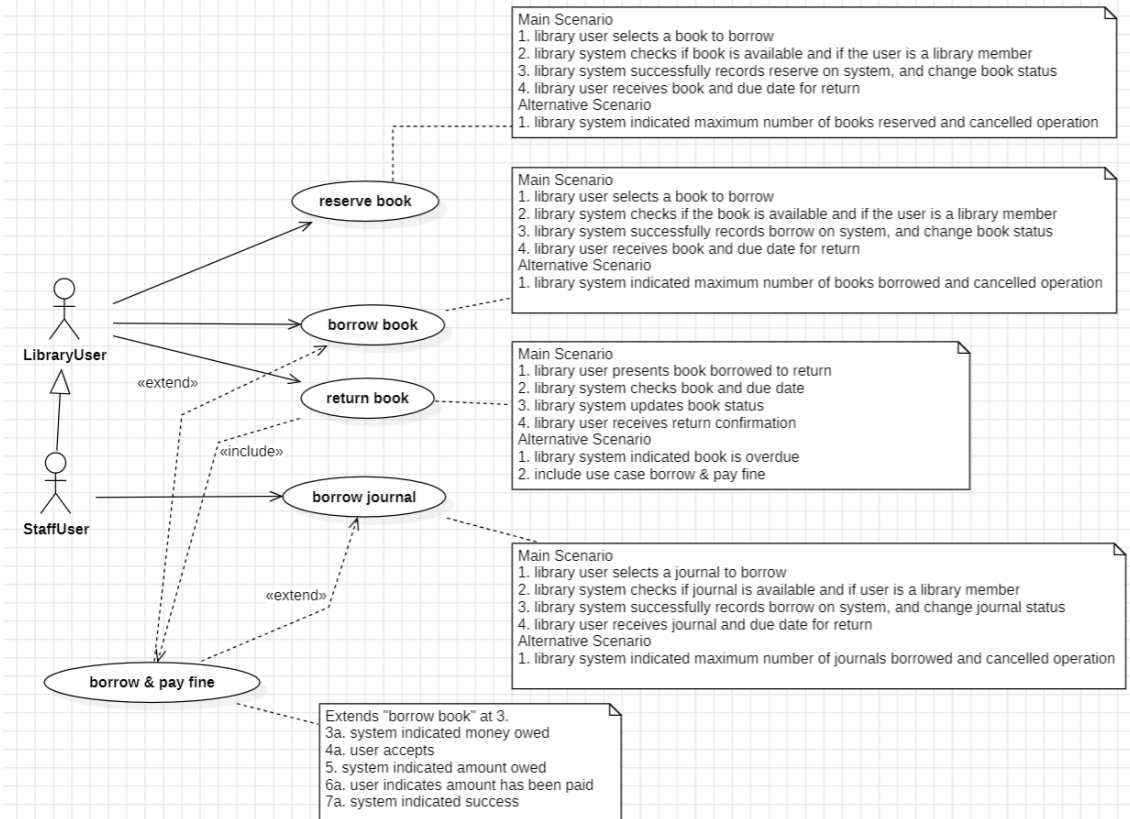 Main Scenario
1. library user selects a book to borrow
2. library system checks if book is available and if the user is a library member
3. library system successfully records reserve on system, and change book status
4. library user receives book and due date for return
Alternative Scenario
1. library system indicated maximum number of books reserved and cancelled operation
reserve book
Main Scenario
1. library user selects a book to borrow
2. library system checks if the book is available and if the user is a library member
3. library system successfully records borrow on system, and change book status
4. library user receives book and due date for return
Alternative Scenario
1. library system indicated maximum number of books borrowed and cancelled operation
borrow book
LibraryUser
«extend»
return book
Main Scenario
1. library user presents book borrowed to return
2. library system checks book and due date
3. library system updates book status
4. library user receives return confirmation
Alternative Scenario
1. library system indicated book is overdue
2. include use case borrow & pay fine
«include»
borrow journal
StaffUser
Main Scenario
1. library user selects a journal to borrow
2. library system checks if journal is available and if user is a library member
3. library system successfully records borrow on system, and change journal status
4. library user receives journal and due date for return
Alternative Scenario
1. library system indicated maximum number of journals borrowed and cancelled operation
«extend»
borrow & pay fine
Extends "borrow book" at 3.
3a. system indicated money owed
4a. user accepts
5. system indicated amount owed
6a. user indicates amount has been paid
7a. system indicated success